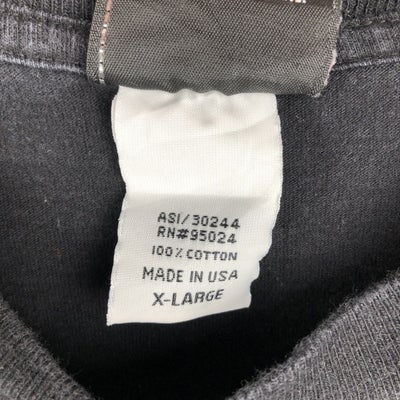 ASI/30244
RN#95024
100% COTTON
MADE IN USA
X-LARGE